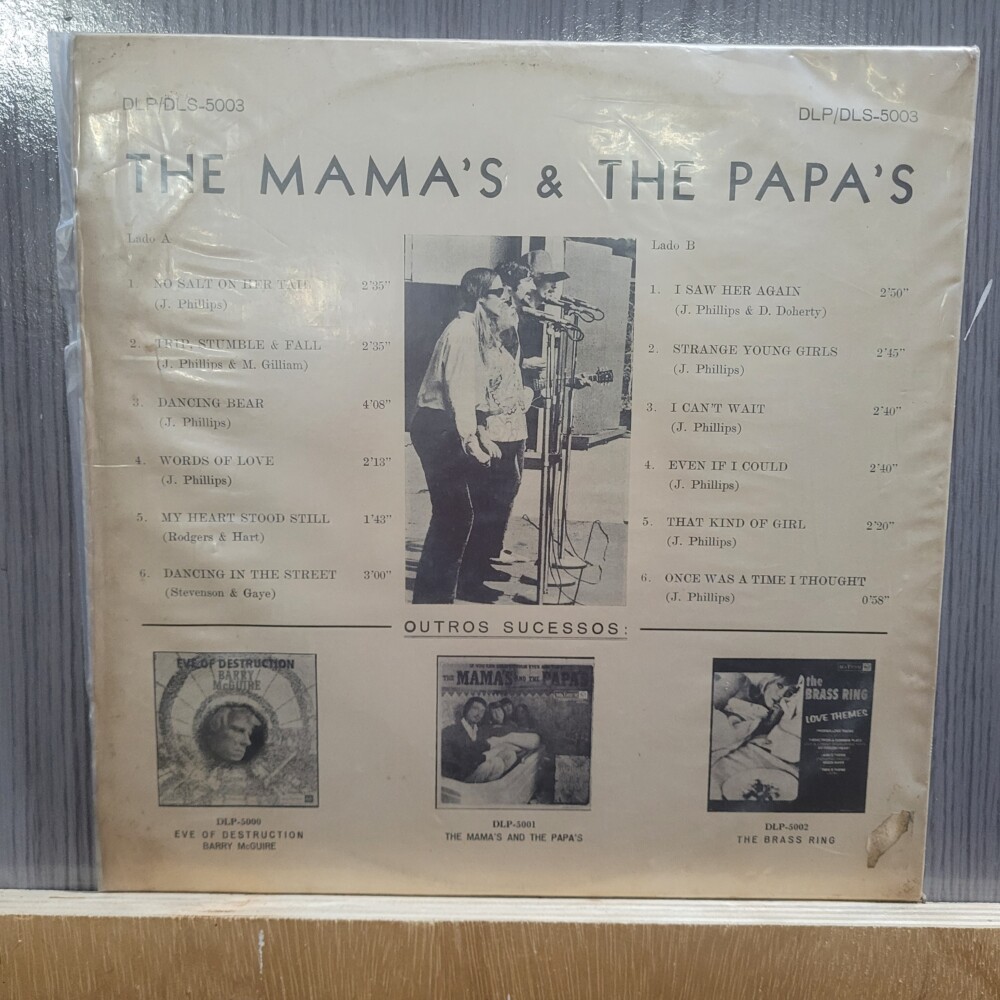 DLP/DLS-5003
DLP/DLS-5003
THE MAMA'S & THE PAPA'S
Lado A
1. NO SALT ON HER TAIL 2'35"
(J. Phillips)
2. TRIP, STUMBLE & FALL 2'35"
(J. Phillips & M. Gilliam)
3. DANCING BEAR 4'08"
(J. Phillips)
4. WORDS OF LOVE 2'13"
(J. Phillips)
5. MY HEART STOOD STILL 1'43"
(Rodgers & Hart)
6. DANCING IN THE STREET 3'00"
(Stevenson & Gaye)
Lado B
1. I SAW HER AGAIN 2'50"
(J. Phillips & D. Doherty)
2. STRANGE YOUNG GIRLS 2'45"
(J. Phillips)
3. I CAN'T WAIT 2'40"
(J. Phillips)
4. EVEN IF I COULD 2'40"
(J. Phillips)
5. THAT KIND OF GIRL 2'20"
(J. Phillips)
6. ONCE WAS A TIME I THOUGHT
(J. Phillips) 0'58"
OUTROS SUCESSOS:
EVE OF DESTRUCTION
BARRY
McGUIRE
DLP-5000
EVE OF DESTRUCTION
BARRY McGUIRE
THE MAMA'S AND THE PAPA'S
DLP-5001
THE MAMA'S AND THE PAPA'S
the
BRASS RING
LOVE THEMES
DLP-5002
THE BRASS RING